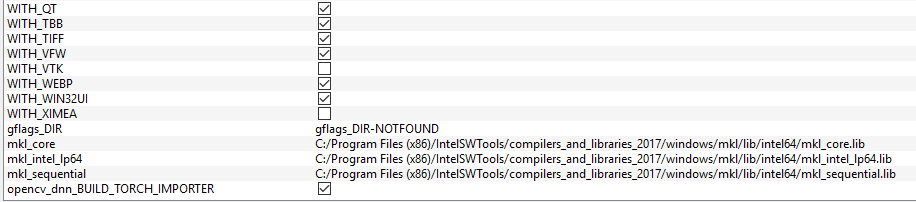 WITH_QT
WITH_TBB
WITH_TIFF
WITH_VFW
WITH_VTK
WITH_WEBP
WITH_WIN32UI
WITH_XIMEA
gflags_DIR gflags_DIR-NOTFOUND
mkl_core C:/Program Files (x86)/IntelSWTools/compilers_and_libraries_2017/windows/mkl/lib/intel64/mkl_core.lib
mkl_intel_lp64 C:/Program Files (x86)/IntelSWTools/compilers_and_libraries_2017/windows/mkl/lib/intel64/mkl_intel_lp64.lib
mkl_sequential C:/Program Files (x86)/IntelSWTools/compilers_and_libraries_2017/windows/mkl/lib/intel64/mkl_sequential.lib
opencv_dnn_BUILD_TORCH_IMPORTER